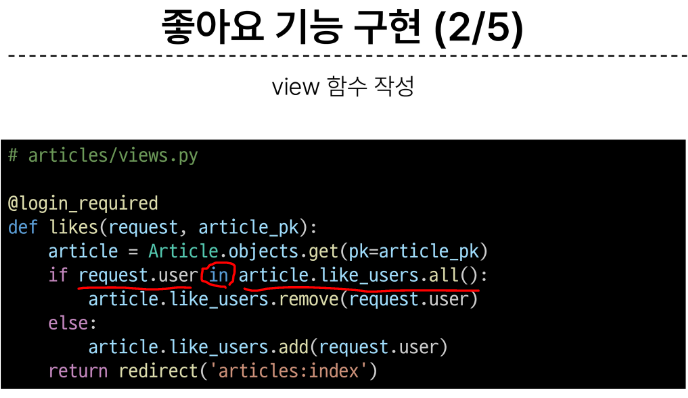 좋아요 기능 구현 (2/5)
view 함수 작성
# articles/views.py
@login_required
def likes(request, article_pk):
    article = Article.objects.get(pk=article_pk)
    if request.user in article.like_users.all():
        article.like_users.remove(request.user)
    else:
        article.like_users.add(request.user)
    return redirect('articles:index')